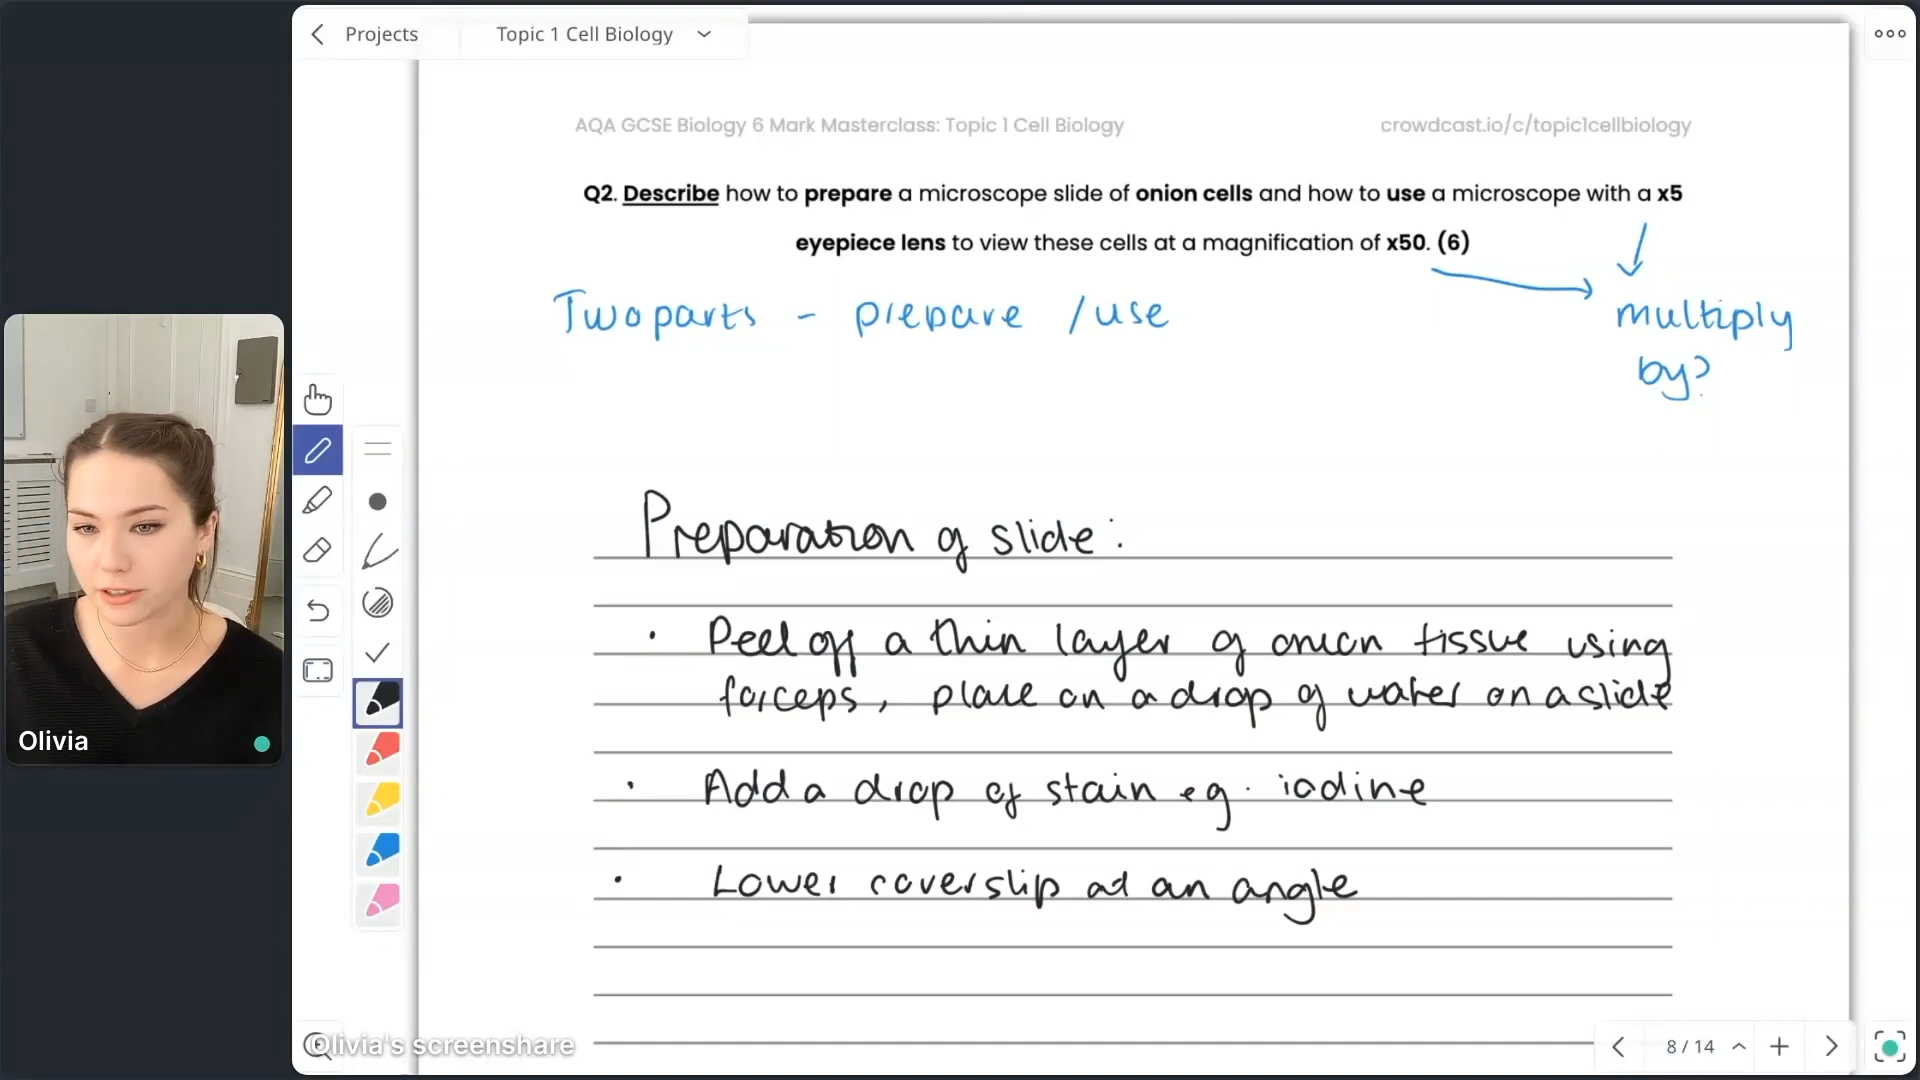 Projects
Topic 1 Cell Biology
AQA GCSE Biology 6 Mark Masterclass: Topic 1 Cell Biology
crowdcast.io/c/topic1cellbiology
Q2. Describe how to prepare a microscope slide of onion cells and how to use a microscope with a x5
eyepiece lens to view these cells at a magnification of x50. (6)
Two parts - prepare / use
multiply
by?
Preparation of slide:
• Peel off a thin layer of onion tissue using
forceps, place on a drop of water on a slide
• Add a drop of stain eg. iodine
• Lower coverslip at an angle
Olivia
Olivia's screenshare
8 / 14